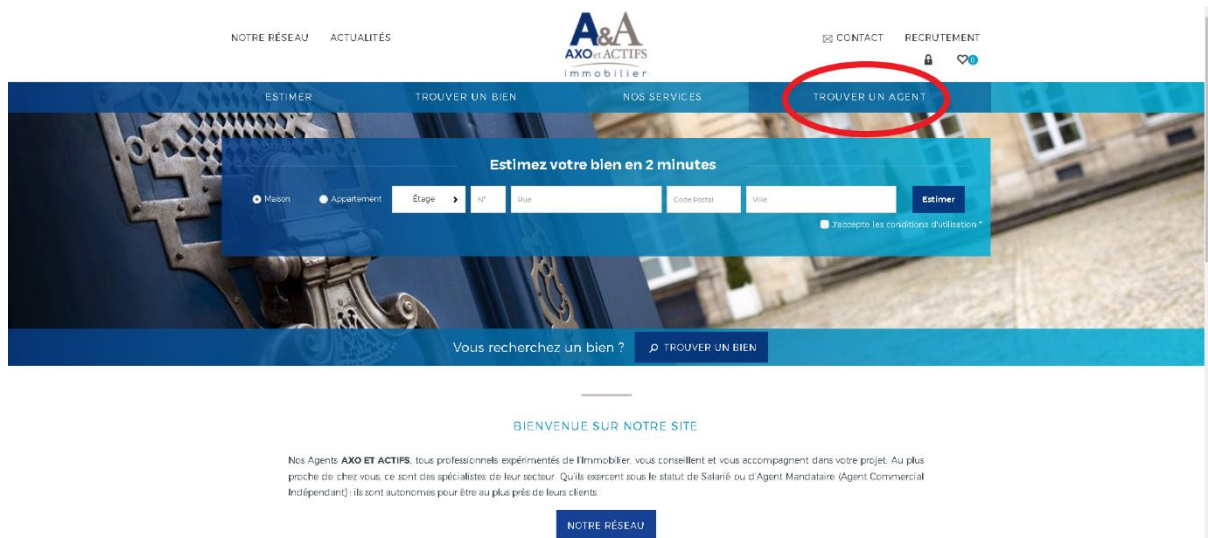 NOTRE RÉSEAU ACTUALITÉS
A&A
AXO et ACTIFS
immobilier
CONTACT RECRUTEMENT
0
ESTIMER TROUVER UN BIEN NOS SERVICES TROUVER UN AGENT
Estimez votre bien en 2 minutes
Maison Appartement Étage N° Rue Code Postal Ville Estimer
J'accepte les conditions d'utilisation *
Vous recherchez un bien ? TROUVER UN BIEN
BIENVENUE SUR NOTRE SITE
Nos Agents AXO ET ACTIFS, tous professionnels expérimentés de l'Immobilier, vous conseillent et vous accompagnent dans votre projet. Au plus
proche de chez vous, ce sont des spécialistes de leur secteur. Qu'ils exercent sous le statut de Salarié ou d'Agent Mandataire (Agent Commercial
Indépendant) : ils sont autonomes pour être au plus près de leurs clients.
NOTRE RÉSEAU